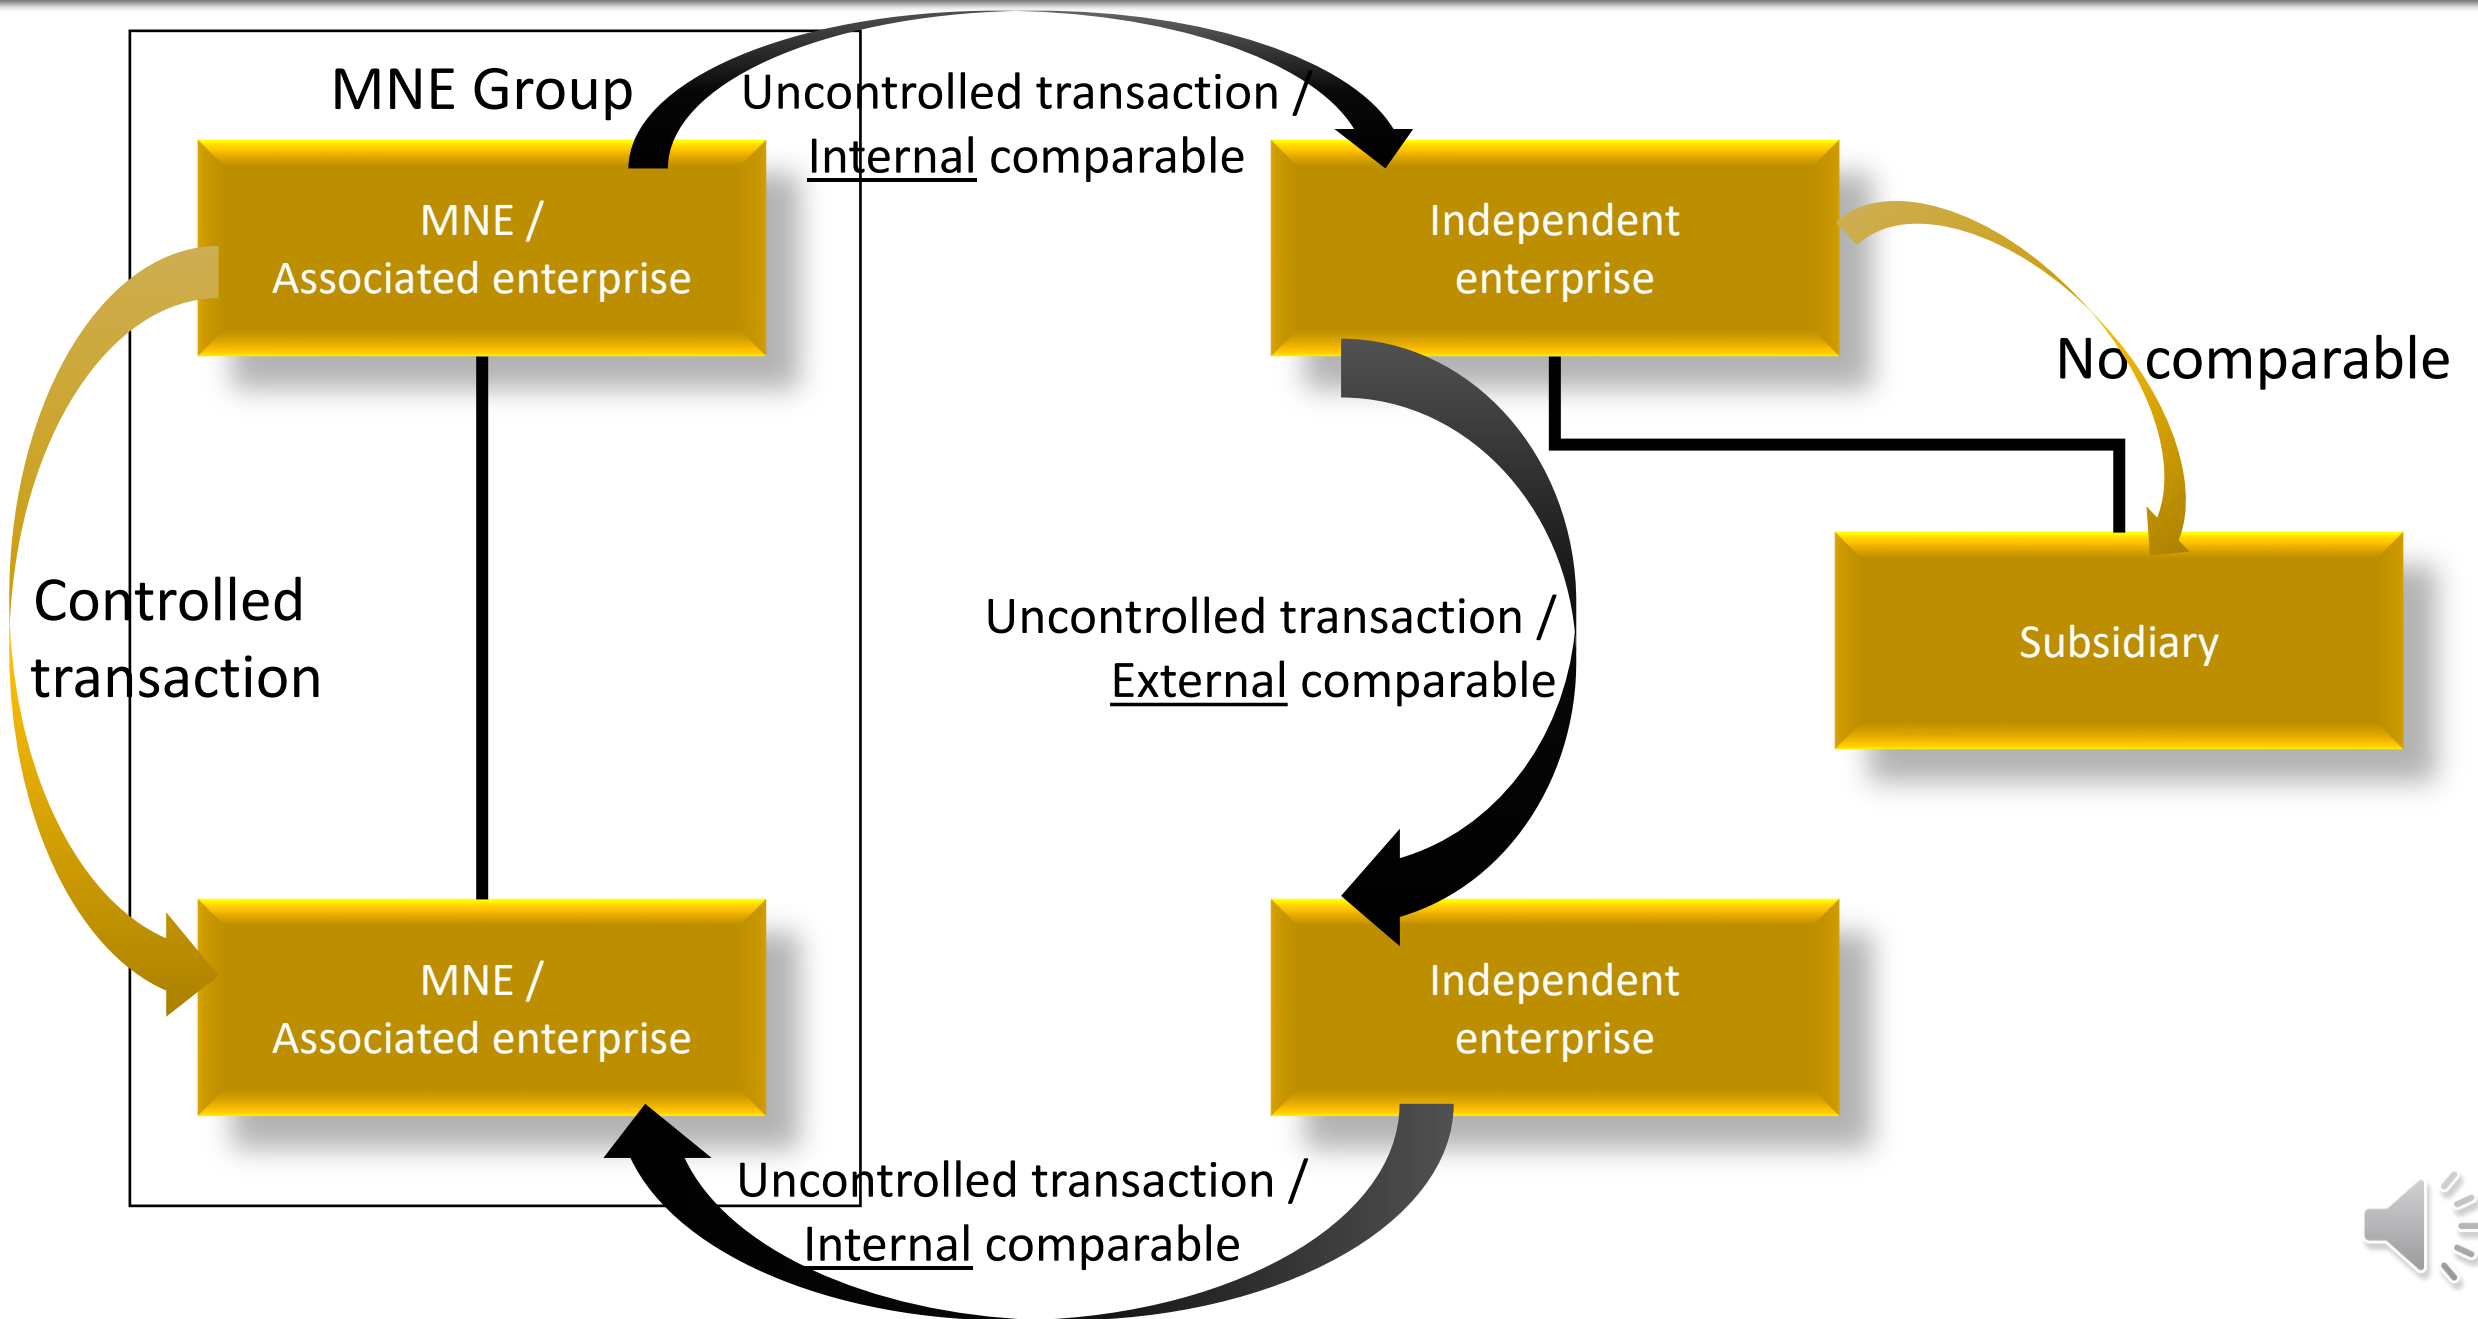 MNE Group
Uncontrolled transaction /
Internal comparable
MNE /
Associated enterprise
Independent
enterprise
No comparable
Controlled
transaction
Uncontrolled transaction /
External comparable
Subsidiary
MNE /
Associated enterprise
Independent
enterprise
Uncontrolled transaction /
Internal comparable